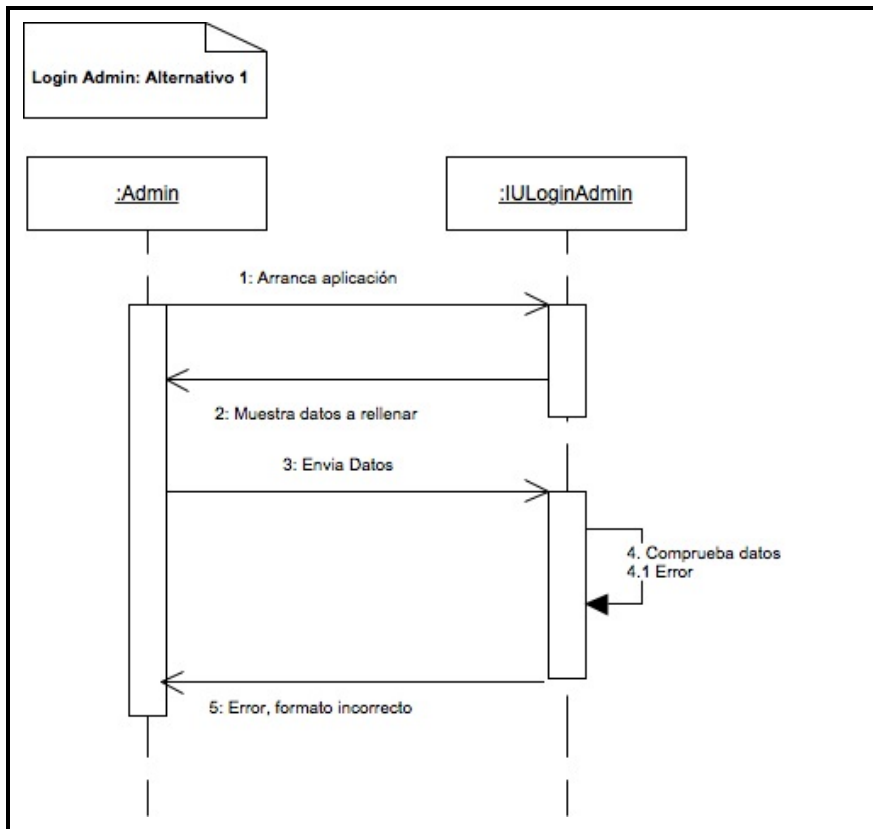 Login Admin: Alternativo 1
:Admin
:IULoginAdmin
1: Arranca aplicación
2: Muestra datos a rellenar
3: Envia Datos
4. Comprueba datos
4.1 Error
5: Error, formato incorrecto